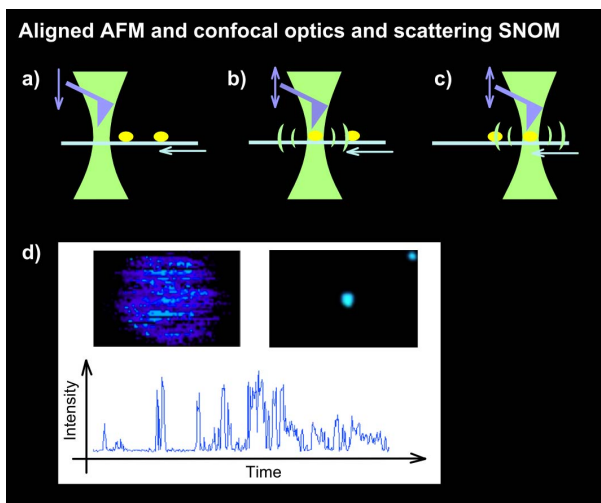 Aligned AFM and confocal optics and scattering SNOM
a)
b)
c)
d)
Intensity
Time